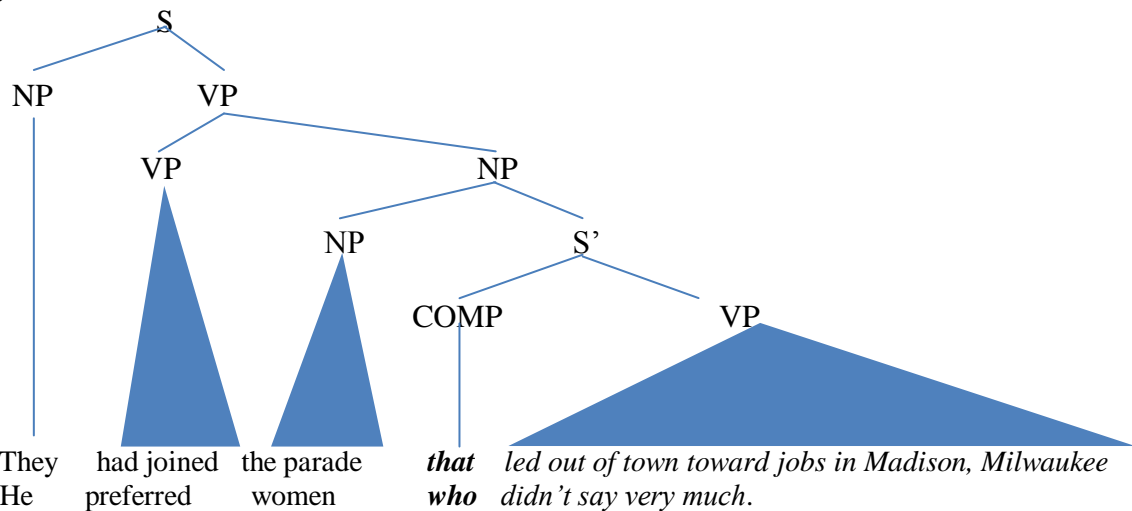 S
NP VP
VP NP
NP S’
COMP VP
They had joined the parade that led out of town toward jobs in Madison, Milwaukee
He preferred women who didn’t say very much.